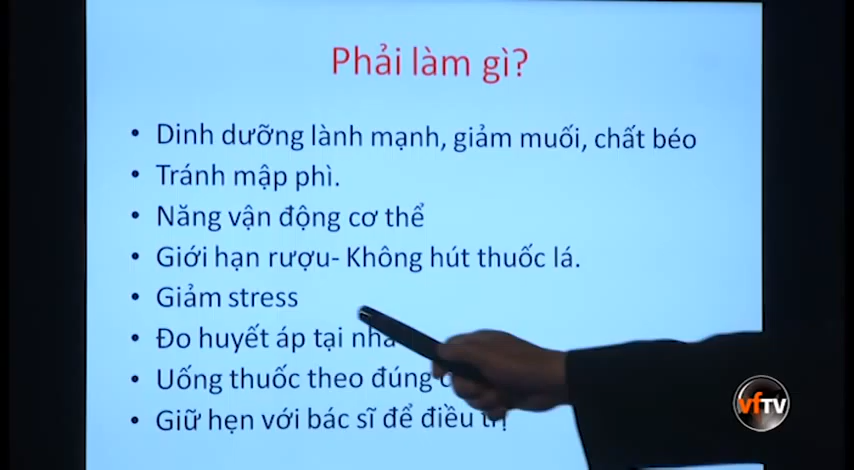 Phải làm gì?
• Dinh dưỡng lành mạnh, giảm muối, chất béo
• Tránh mập phì.
• Năng vận động cơ thể
• Giới hạn rượu- Không hút thuốc lá.
• Giảm stress
• Đo huyết áp tại nhà
• Uống thuốc theo đúng
• Giữ hẹn với bác sĩ để điều trị
vfTV